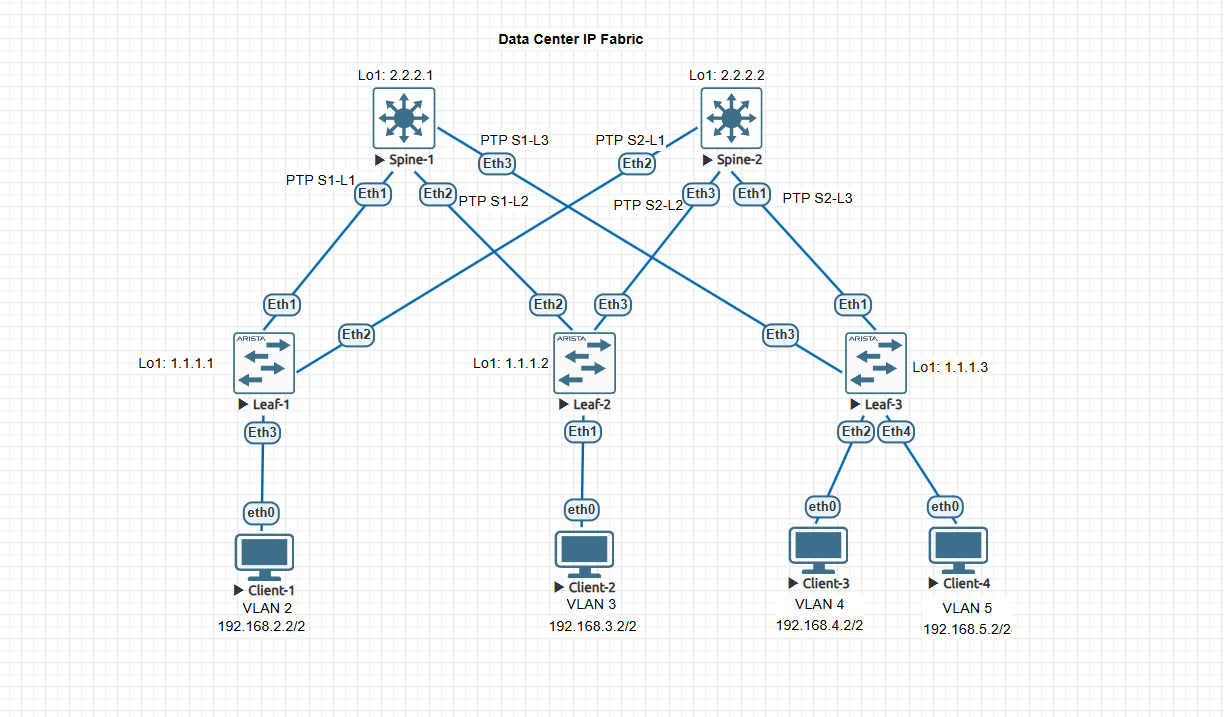 Data Center IP Fabric
Lo1: 2.2.2.1
Lo1: 2.2.2.2
PTP S1-L3
PTP S2-L1
Spine-1
Eth3
Eth2
Spine-2
PTP S1-L1
Eth1
Eth2
PTP S1-L2
PTP S2-L2
Eth3
Eth1
PTP S2-L3
Eth1
Eth2
Eth3
Eth1
Eth2
Eth3
ARISTA
ARISTA
ARISTA
Lo1: 1.1.1.1
Lo1: 1.1.1.2
Lo1: 1.1.1.3
Leaf-1
Leaf-2
Leaf-3
Eth3
Eth1
Eth2
Eth4
eth0
eth0
eth0
eth0
Client-1
VLAN 2
192.168.2.2/2
Client-2
VLAN 3
192.168.3.2/2
Client-3
VLAN 4
192.168.4.2/2
Client-4
VLAN 5
192.168.5.2/2